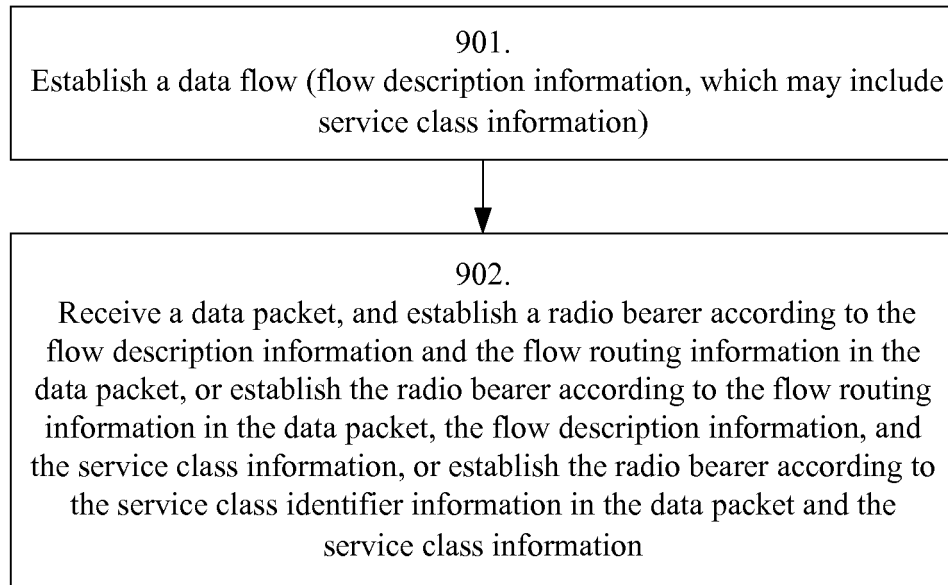 901.
Establish a data flow (flow description information, which may include
service class information)
902.
Receive a data packet, and establish a radio bearer according to the
flow description information and the flow routing information in the
data packet, or establish the radio bearer according to the flow routing
information in the data packet, the flow description information, and
the service class information, or establish the radio bearer according to
the service class identifier information in the data packet and the
service class information